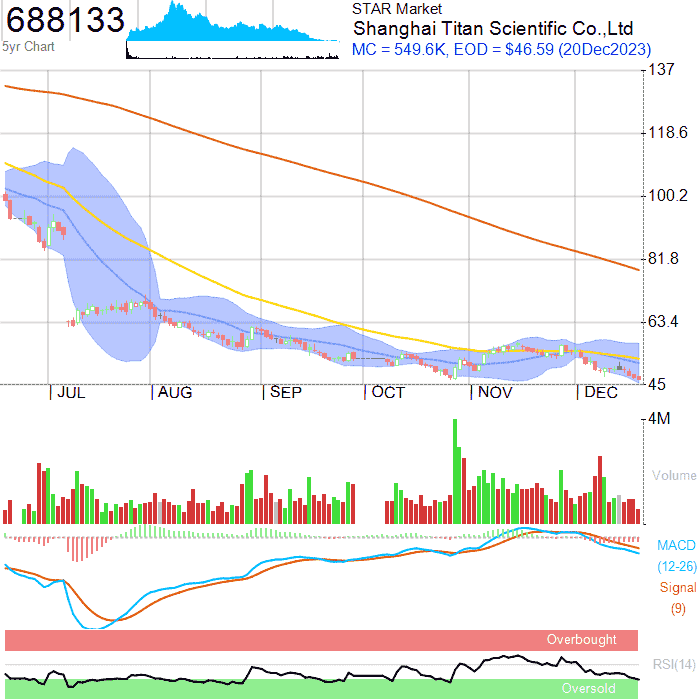 688133
5yr Chart
STAR Market
Shanghai Titan Scientific Co.,Ltd
MC = 549.6K, EOD = $46.59 (20Dec2023)
137
118.6
100.2
81.8
63.4
45
JUL AUG SEP OCT NOV DEC
4M
Volume
MACD
(12-26)
Signal
(9)
Overbought
RSI(14)
Oversold